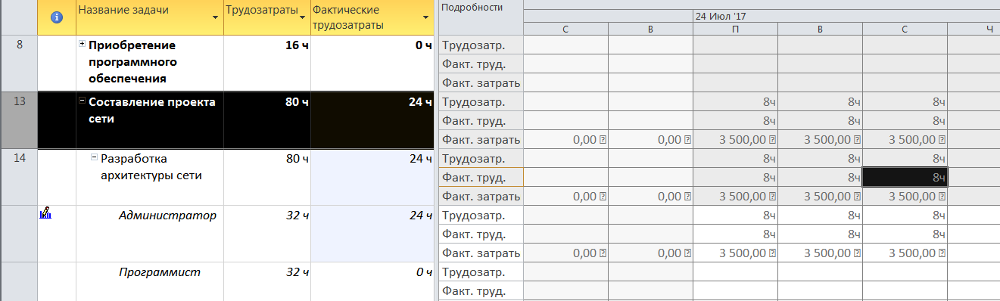 Название задачи Трудозатраты Фактические трудозатраты Подробности
24 Июл '17
С В П В С Ч
8 Приобретение программного обеспечения 16 ч 0 ч
Трудозатр.
Факт. труд.
Факт. затрать
13 Составление проекта сети 80 ч 24 ч
Трудозатр. 8ч 8ч 8ч
Факт. труд. 8ч 8ч 8ч
Факт. затрать 0,00 0,00 3 500,00 3 500,00 3 500,00
14 Разработка архитектуры сети 80 ч 24 ч
Трудозатр. 8ч 8ч 8ч
Факт. труд. 8ч 8ч 8ч
Факт. затрать 0,00 0,00 3 500,00 3 500,00 3 500,00
Администратор 32 ч 24 ч
Трудозатр. 8ч 8ч 8ч
Факт. труд. 8ч 8ч 8ч
Факт. затрать 0,00 0,00 3 500,00 3 500,00 3 500,00
Программист 32 ч 0 ч
Трудозатр.
Факт. труд.